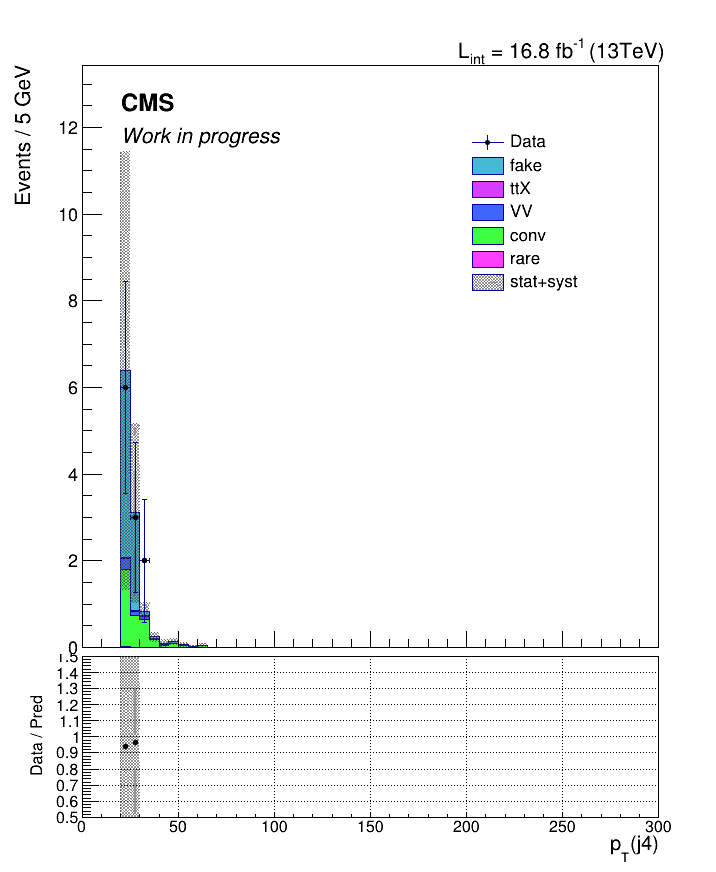 L_int = 16.8 fb^-1 (13TeV)
Events / 5 GeV
CMS
Work in progress
Data
fake
ttX
VV
conv
rare
stat+syst
12
10
8
6
4
2
0
Data / Pred
1.5
1.4
1.3
1.2
1.1
1
0.9
0.8
0.7
0.6
0.5
0 50 100 150 200 250 300
p_T(j4)